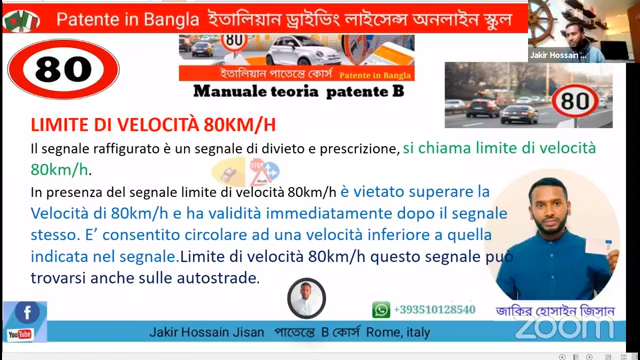 Patente in Bangla ইতালিয়ান ড্রাইভিং লাইসেন্স অনলাইন স্কুল
Jakir Hossain
80
80
ইতালিয়ান পাতেন্তে কোর্স Patente in Bangla
Manuale teoria patente B
80
LIMITE DI VELOCITÀ 80KM/H
Il segnale raffigurato è un segnale di divieto e prescrizione, si chiama limite di velocità
80km/h.
In presenza del segnale limite di velocità 80km/h è vietato superare la
Velocità di 80km/h e ha validità immediatamente dopo il segnale
stesso. E’ consentito circolare ad una velocità inferiore a quella
indicata nel segnale.Limite di velocità 80km/h questo segnale può
trovarsi anche sulle autostrade.
+393510128540
জাকির হোসাইন জিসান
zoom
f
You Tube
Jakir Hossain Jisan পাতেন্তে B কোর্স Rome, italy